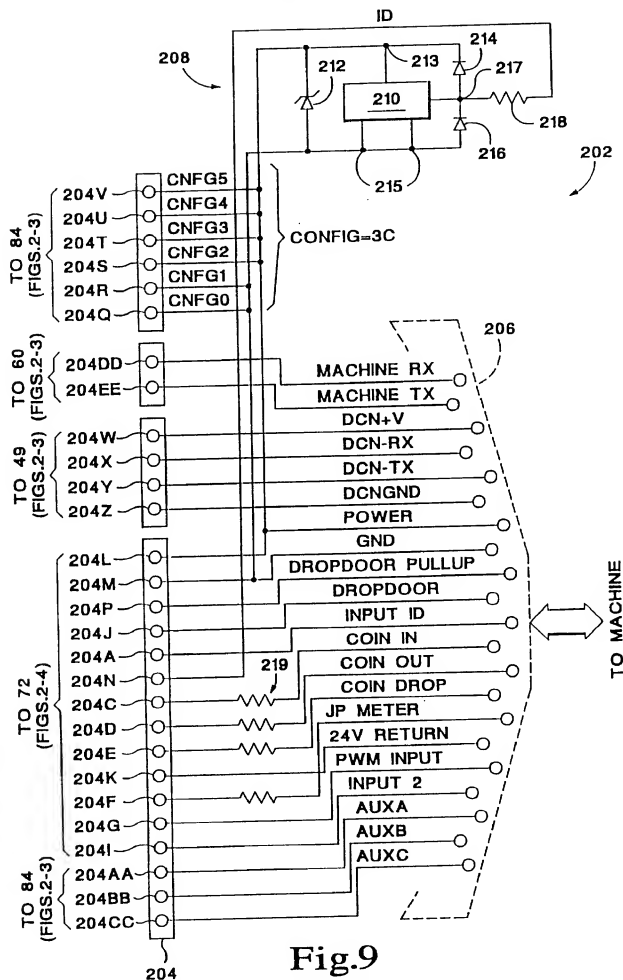 ID
208
212
213
214
217
210
218
216
215
202
TO 84
(FIGS.2-3)
204V CNFG5
204U CNFG4
204T CNFG3
204S CNFG2
204R CNFG1
204Q CNFG0
CONFIG=3C
206
TO 60
(FIGS.2-3)
204DD MACHINE RX
204EE MACHINE TX
TO 49
(FIGS.2-3)
204W DCN+V
204X DCN-RX
204Y DCN-TX
204Z DCNGND
POWER
TO 72
(FIGS.2-4)
204L
204M GND
204P DROPDOOR PULLUP
204J DROPDOOR
204A INPUT ID
204N
219
204C COIN IN
204D COIN OUT
204E COIN DROP
204K JP METER
204F 24V RETURN
204G PWM INPUT
204I INPUT 2
TO MACHINE
TO 84
(FIGS.2-3)
204AA AUXA
204BB AUXB
204CC AUXC
204
Fig.9